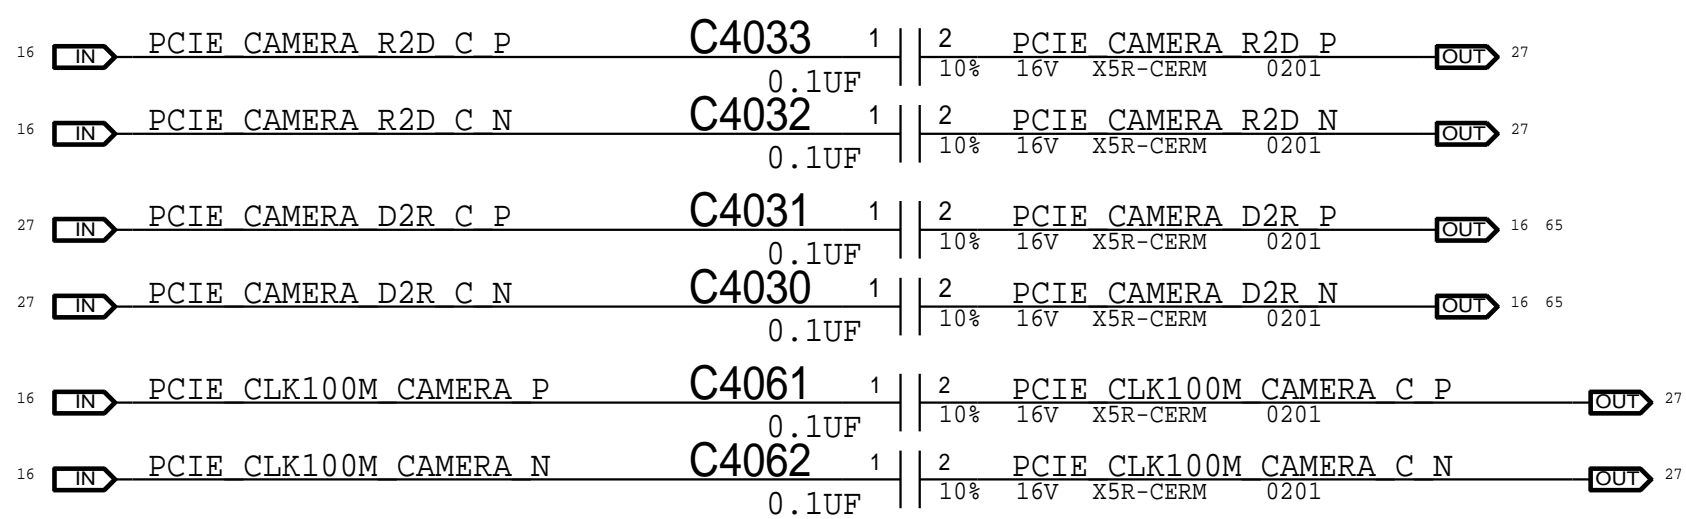 16 IN PCIE_CAMERA_R2D_C_P C4033 1 2 PCIE_CAMERA_R2D_P OUT 27
0.1UF 10% 16V X5R-CERM 0201
16 IN PCIE_CAMERA_R2D_C_N C4032 1 2 PCIE_CAMERA_R2D_N OUT 27
0.1UF 10% 16V X5R-CERM 0201
27 IN PCIE_CAMERA_D2R_C_P C4031 1 2 PCIE_CAMERA_D2R_P OUT 16 65
0.1UF 10% 16V X5R-CERM 0201
27 IN PCIE_CAMERA_D2R_C_N C4030 1 2 PCIE_CAMERA_D2R_N OUT 16 65
0.1UF 10% 16V X5R-CERM 0201
16 IN PCIE_CLK100M_CAMERA_P C4061 1 2 PCIE_CLK100M_CAMERA_C_P OUT 27
0.1UF 10% 16V X5R-CERM 0201
16 IN PCIE_CLK100M_CAMERA_N C4062 1 2 PCIE_CLK100M_CAMERA_C_N OUT 27
0.1UF 10% 16V X5R-CERM 0201